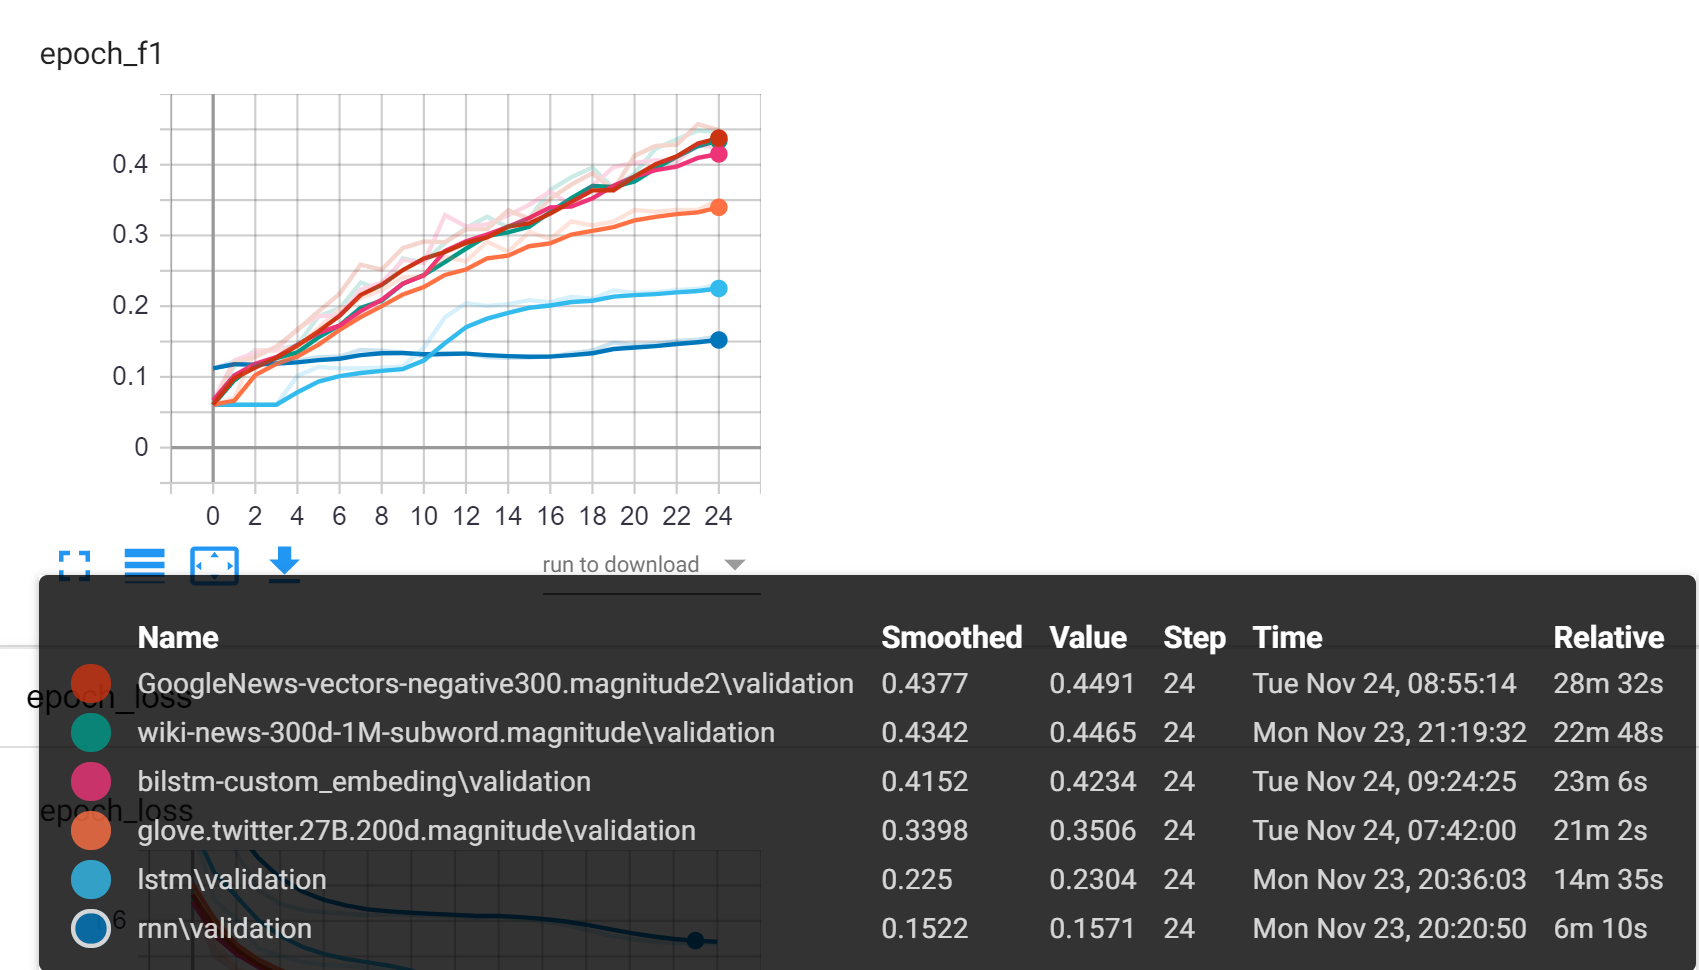 epoch_f1
0.4
0.3
0.2
0.1
0
0 2 4 6 8 10 12 14 16 18 20 22 24
run to download
Name Smoothed Value Step Time Relative
GoogleNews-vectors-negative300.magnitude2\validation 0.4377 0.4491 24 Tue Nov 24, 08:55:14 28m 32s
epoch_loss
wiki-news-300d-1M-subword.magnitude\validation 0.4342 0.4465 24 Mon Nov 23, 21:19:32 22m 48s
bilstm-custom_embeding\validation 0.4152 0.4234 24 Tue Nov 24, 09:24:25 23m 6s
epoch_loss
glove.twitter.27B.200d.magnitude\validation 0.3398 0.3506 24 Tue Nov 24, 07:42:00 21m 2s
lstm\validation 0.225 0.2304 24 Mon Nov 23, 20:36:03 14m 35s
rnn\validation 0.1522 0.1571 24 Mon Nov 23, 20:20:50 6m 10s